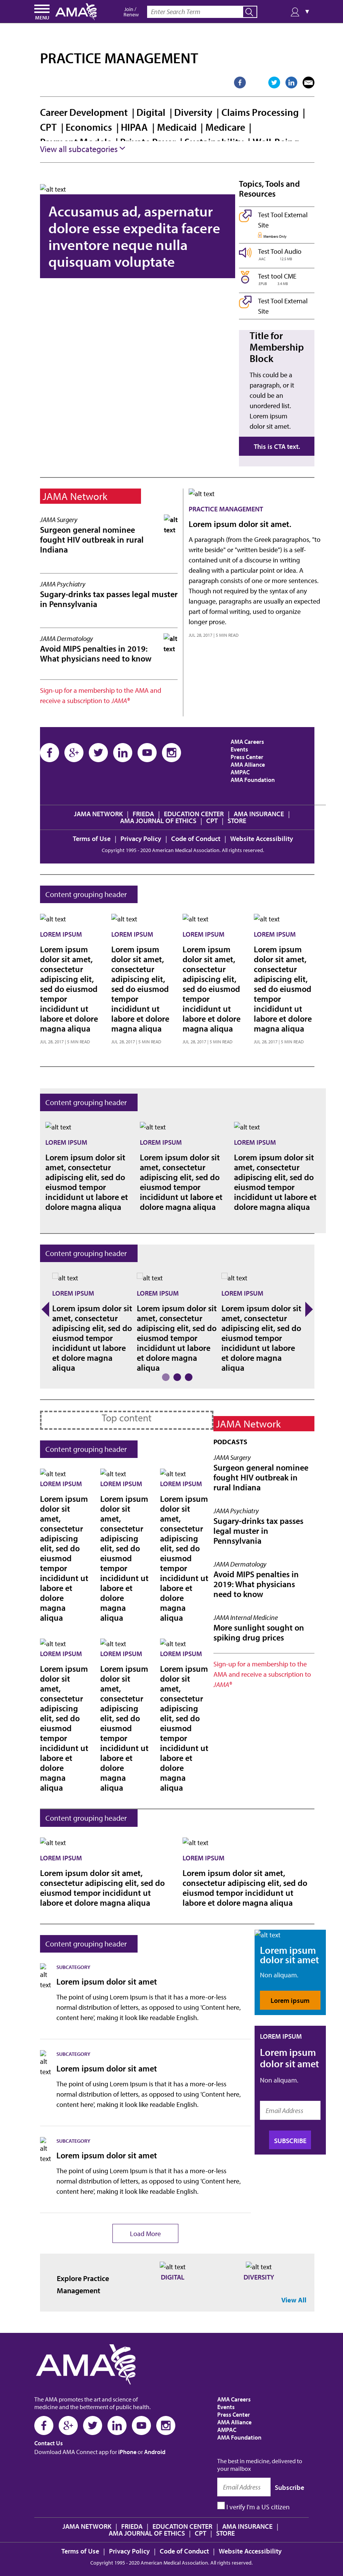 MENU
AMA
Join /
Renew
Enter Search Term
PRACTICE MANAGEMENT
Career Development | Digital | Diversity | Claims Processing |
CPT | Economics | HIPAA | Medicaid | Medicare |
View all subcategories
alt text
Accusamus ad, aspernatur
dolore esse expedita facere
inventore neque nulla
quisquam voluptate
Topics, Tools and
Resources
Test Tool External
Site
Members Only
Test Tool Audio
Test tool CME
Test Tool External
Site
Title for
Membership
Block
This could be a
paragraph, or it
could be an
unordered list.
Lorem ipsum
dolor sit amet.
This is CTA text.
JAMA Network
JAMA Surgery
Surgeon general nominee
fought HIV outbreak in rural
Indiana
alt
text
JAMA Psychiatry
Sugary-drinks tax passes legal muster
in Pennsylvania
JAMA Dermatology
Avoid MIPS penalties in 2019:
What physicians need to know
alt
text
Sign-up for a membership to the AMA and
receive a subscription to JAMA®
alt text
PRACTICE MANAGEMENT
Lorem ipsum dolor sit amet.
A paragraph (from the Greek paragraphos, "to
write beside" or "written beside") is a self-
contained unit of a discourse in writing
dealing with a particular point or idea. A
paragraph consists of one or more sentences.
Though not required by the syntax of any
language, paragraphs are usually an expected
part of formal writing, used to organize
longer prose.
JUL 28, 2017 | 5 MIN READ
AMA Careers
Events
Press Center
AMA Alliance
AMPAC
AMA Foundation
JAMA NETWORK | FRIEDA | EDUCATION CENTER | AMA INSURANCE |
AMA JOURNAL OF ETHICS | CPT | STORE
Terms of Use | Privacy Policy | Code of Conduct | Website Accessibility
Copyright 1995 - 2020 American Medical Association. All rights reserved.
Content grouping header
alt text alt text alt text alt text
LOREM IPSUM LOREM IPSUM LOREM IPSUM LOREM IPSUM
Lorem ipsum Lorem ipsum Lorem ipsum Lorem ipsum
dolor sit amet, dolor sit amet, dolor sit amet, dolor sit amet,
consectetur consectetur consectetur consectetur
adipiscing elit, adipiscing elit, adipiscing elit, adipiscing elit,
sed do eiusmod sed do eiusmod sed do eiusmod sed do eiusmod
tempor tempor tempor tempor
incididunt ut incididunt ut incididunt ut incididunt ut
labore et dolore labore et dolore labore et dolore labore et dolore
magna aliqua magna aliqua magna aliqua magna aliqua
JUL 28, 2017 | 5 MIN READ JUL 28, 2017 | 5 MIN READ JUL 28, 2017 | 5 MIN READ JUL 28, 2017 | 5 MIN READ
Content grouping header
alt text alt text alt text
LOREM IPSUM LOREM IPSUM LOREM IPSUM
Lorem ipsum dolor sit Lorem ipsum dolor sit Lorem ipsum dolor sit
amet, consectetur amet, consectetur amet, consectetur
adipiscing elit, sed do adipiscing elit, sed do adipiscing elit, sed do
eiusmod tempor eiusmod tempor eiusmod tempor
incididunt ut labore et incididunt ut labore et incididunt ut labore et
dolore magna aliqua dolore magna aliqua dolore magna aliqua
Content grouping header
alt text alt text alt text
LOREM IPSUM LOREM IPSUM LOREM IPSUM
Lorem ipsum dolor sit Lorem ipsum dolor sit Lorem ipsum dolor sit
amet, consectetur amet, consectetur amet, consectetur
adipiscing elit, sed do adipiscing elit, sed do adipiscing elit, sed do
eiusmod tempor eiusmod tempor eiusmod tempor
incididunt ut labore incididunt ut labore incididunt ut labore
et dolore magna et dolore magna et dolore magna
aliqua aliqua aliqua
Top content
Content grouping header
alt text alt text alt text
LOREM IPSUM LOREM IPSUM LOREM IPSUM
Lorem ipsum Lorem ipsum Lorem ipsum
dolor sit dolor sit dolor sit
amet, amet, amet,
consectetur consectetur consectetur
adipiscing adipiscing adipiscing
elit, sed do elit, sed do elit, sed do
eiusmod eiusmod eiusmod
tempor tempor tempor
incididunt ut incididunt ut incididunt ut
labore et labore et labore et
dolore dolore dolore
magna magna magna
aliqua aliqua aliqua
alt text alt text alt text
LOREM IPSUM LOREM IPSUM LOREM IPSUM
Lorem ipsum Lorem ipsum Lorem ipsum
dolor sit dolor sit dolor sit
amet, amet, amet,
consectetur consectetur consectetur
adipiscing adipiscing adipiscing
elit, sed do elit, sed do elit, sed do
eiusmod eiusmod eiusmod
tempor tempor tempor
incididunt ut incididunt ut incididunt ut
labore et labore et labore et
dolore dolore dolore
magna magna magna
aliqua aliqua aliqua
JAMA Network
PODCASTS
JAMA Surgery
Surgeon general nominee
fought HIV outbreak in
rural Indiana
JAMA Psychiatry
Sugary-drinks tax passes
legal muster in
Pennsylvania
JAMA Dermatology
Avoid MIPS penalties in
2019: What physicians
need to know
JAMA Internal Medicine
More sunlight sought on
spiking drug prices
Sign-up for a membership to the
AMA and receive a subscription to
JAMA®
Content grouping header
alt text alt text
LOREM IPSUM LOREM IPSUM
Lorem ipsum dolor sit amet, Lorem ipsum dolor sit amet,
consectetur adipiscing elit, sed do consectetur adipiscing elit, sed do
eiusmod tempor incididunt ut eiusmod tempor incididunt ut
labore et dolore magna aliqua labore et dolore magna aliqua
Content grouping header
alt
text
SUBCATEGORY
Lorem ipsum dolor sit amet
The point of using Lorem Ipsum is that it has a more-or-less
normal distribution of letters, as opposed to using 'Content here,
content here', making it look like readable English.
alt
text
SUBCATEGORY
Lorem ipsum dolor sit amet
The point of using Lorem Ipsum is that it has a more-or-less
normal distribution of letters, as opposed to using 'Content here,
content here', making it look like readable English.
alt
text
SUBCATEGORY
Lorem ipsum dolor sit amet
The point of using Lorem Ipsum is that it has a more-or-less
normal distribution of letters, as opposed to using 'Content here,
content here', making it look like readable English.
Load More
alt text
Lorem ipsum
dolor sit amet
Non aliquam.
Lorem ipsum
LOREM IPSUM
Lorem ipsum
dolor sit amet
Non aliquam.
Email Address
SUBSCRIBE
Explore Practice
Management
alt text
DIGITAL
alt text
DIVERSITY
View All
AMA
The AMA promotes the art and science of
medicine and the betterment of public health.
Contact Us
Download AMA Connect app for iPhone or Android
AMA Careers
Events
Press Center
AMA Alliance
AMPAC
AMA Foundation
The best in medicine, delivered to
your mailbox
Email Address
Subscribe
I verify I'm a US citizen
JAMA NETWORK | FRIEDA | EDUCATION CENTER | AMA INSURANCE |
AMA JOURNAL OF ETHICS | CPT | STORE
Terms of Use | Privacy Policy | Code of Conduct | Website Accessibility
Copyright 1995 - 2020 American Medical Association. All rights reserved.